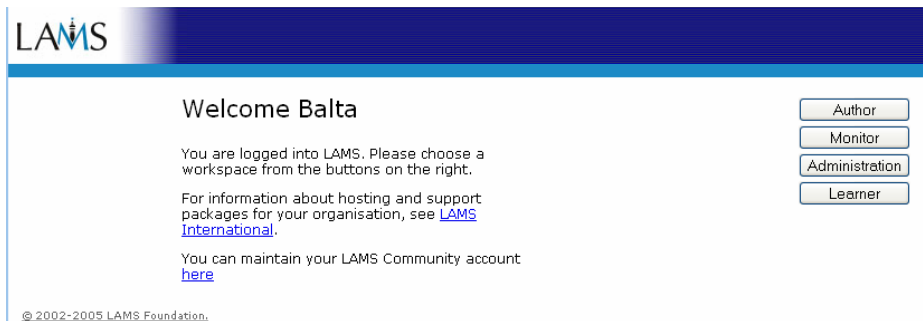 LAMS
Welcome Balta
You are logged into LAMS. Please choose a
workspace from the buttons on the right.
For information about hosting and support
packages for your organisation, see LAMS
International.
You can maintain your LAMS Community account
here
Author
Monitor
Administration
Learner
© 2002-2005 LAMS Foundation.